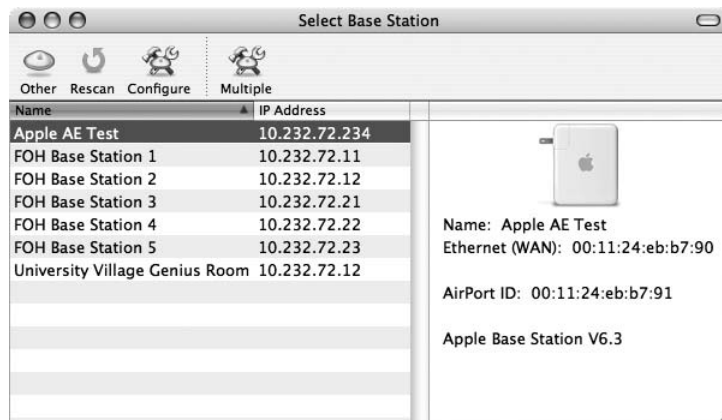 Select Base Station
Other Rescan Configure Multiple
Name IP Address
Apple AE Test 10.232.72.234
FOH Base Station 1 10.232.72.11
FOH Base Station 2 10.232.72.12
FOH Base Station 3 10.232.72.21
FOH Base Station 4 10.232.72.22
FOH Base Station 5 10.232.72.23
University Village Genius Room 10.232.72.12
Name: Apple AE Test
Ethernet (WAN): 00:11:24:eb:b7:90
AirPort ID: 00:11:24:eb:b7:91
Apple Base Station V6.3